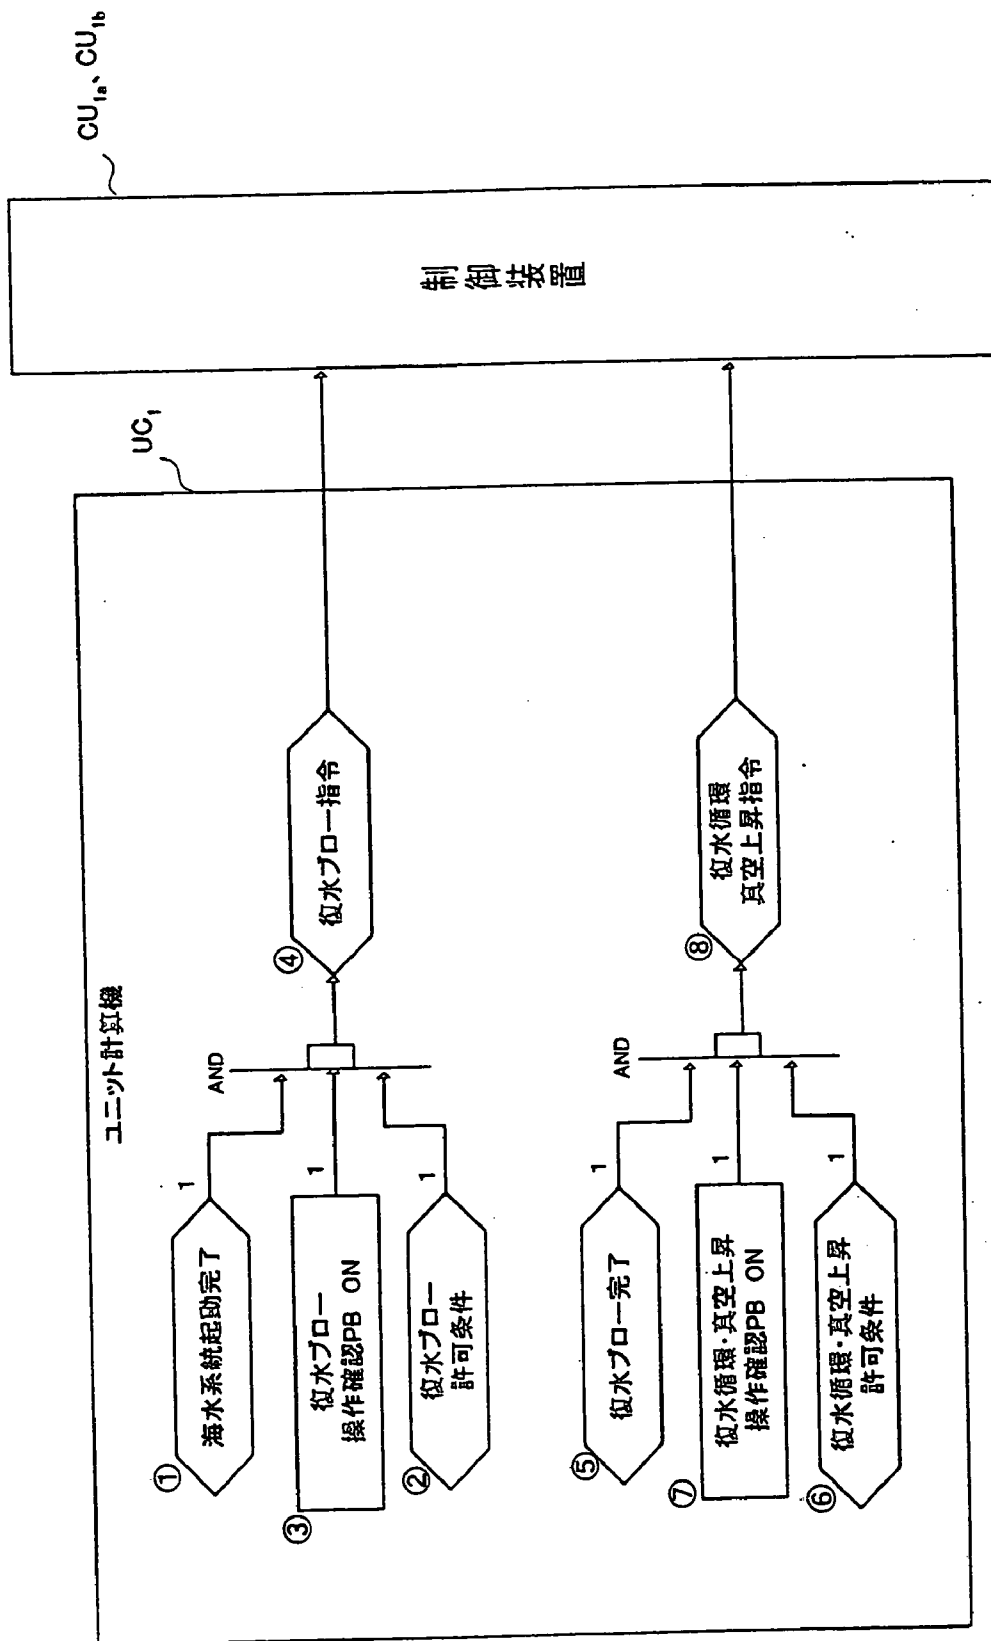 ユニット計算機
UC₁
CU₁ₐ、CU₁b
①
海水系統起動完了
1
③
復水ブロー
操作確認PB ON
1
②
復水ブロー
許可条件
1
AND
④
復水ブロー指令
⑤
復水ブロー完了
1
⑦
復水循環・真空上昇
操作確認PB ON
1
⑥
復水循環・真空上昇
許可条件
1
AND
⑧
復水循環
真空上昇指令
制御装置